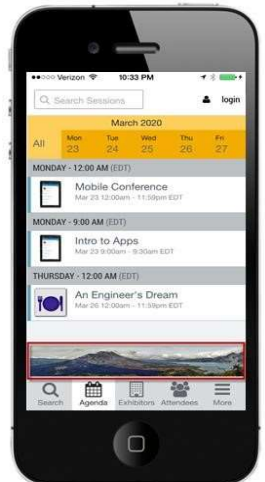 Verizon 10:33 PM
Search Sessions login
March 2020
All Mon Tue Wed Thu Fri
23 24 25 26 27
MONDAY - 12:00 AM (EDT)
Mobile Conference
Mar 23 12:00am - 11:59pm EDT
MONDAY - 9:00 AM (EDT)
Intro to Apps
Mar 23 9:00am - 9:30am EDT
THURSDAY - 12:00 AM (EDT)
An Engineer's Dream
Mar 26 12:00am - 11:59pm EDT
Search Agenda Exhibitors Attendees More